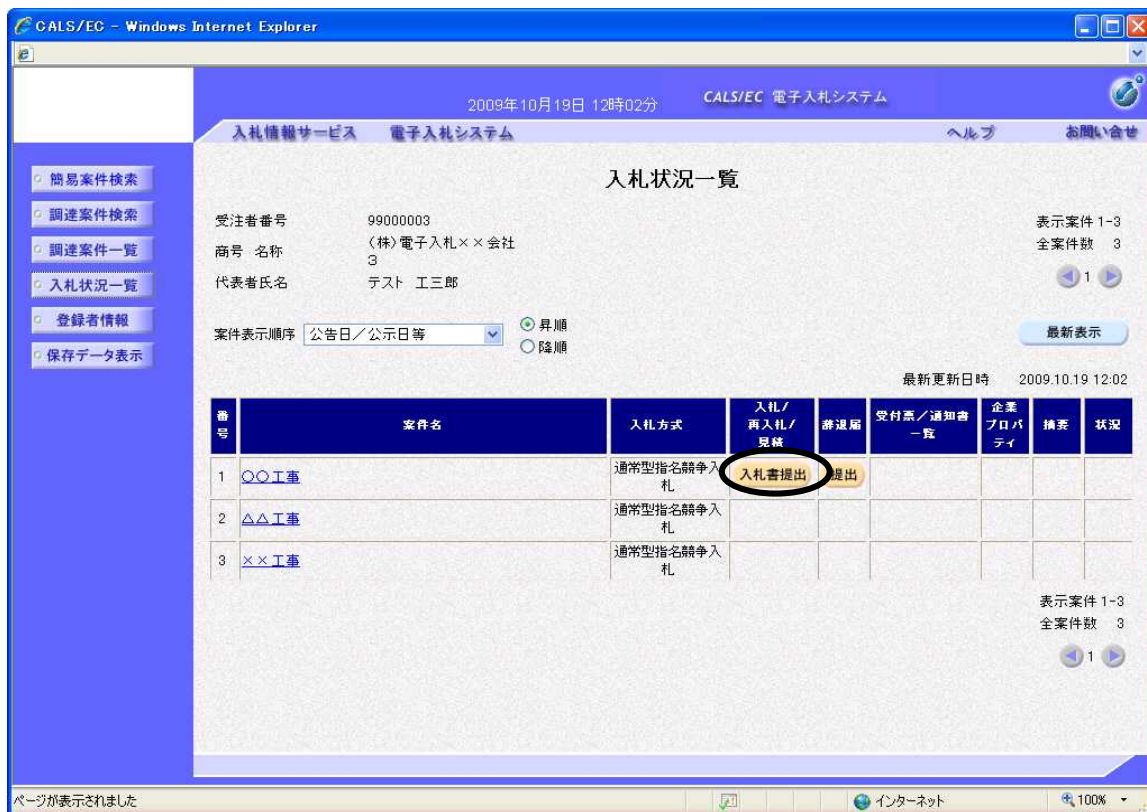 CALS/EC - Windows Internet Explorer
2009年10月19日 12時02分
CALS/EC 電子入札システム
入札情報サービス 電子入札システム ヘルプ お問い合せ
簡易案件検索
調達案件検索
調達案件一覧
入札状況一覧
登録者情報
保存データ表示
入札状況一覧
受注者番号 99000003
商号 名称 (株)電子入札××会社
3
代表者氏名 テスト 工三郎
表示案件 1-3
全案件数 3
1
案件表示順序 公告日/公示日等
昇順
降順
最新表示
最新更新日時 2009.10.19 12:02
番号 案件名 入札方式 入札/再入札/見積 辞退届 受付票/通知書一覧 企業プロパティ 摘要 状況
1 〇〇工事 通常型指名競争入札 入札書提出 提出
2 △△工事 通常型指名競争入札
3 ××工事 通常型指名競争入札
表示案件 1-3
全案件数 3
1
ページが表示されました インターネット 100%